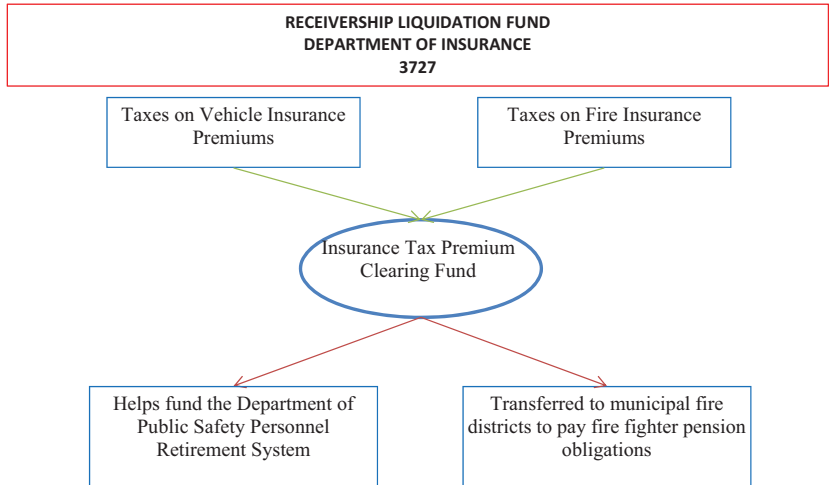 RECEIVERSHIP LIQUIDATION FUND
DEPARTMENT OF INSURANCE
3727
Taxes on Vehicle Insurance
Premiums
Taxes on Fire Insurance
Premiums
Insurance Tax Premium
Clearing Fund
Helps fund the Department of
Public Safety Personnel
Retirement System
Transferred to municipal fire
districts to pay fire fighter pension
obligations